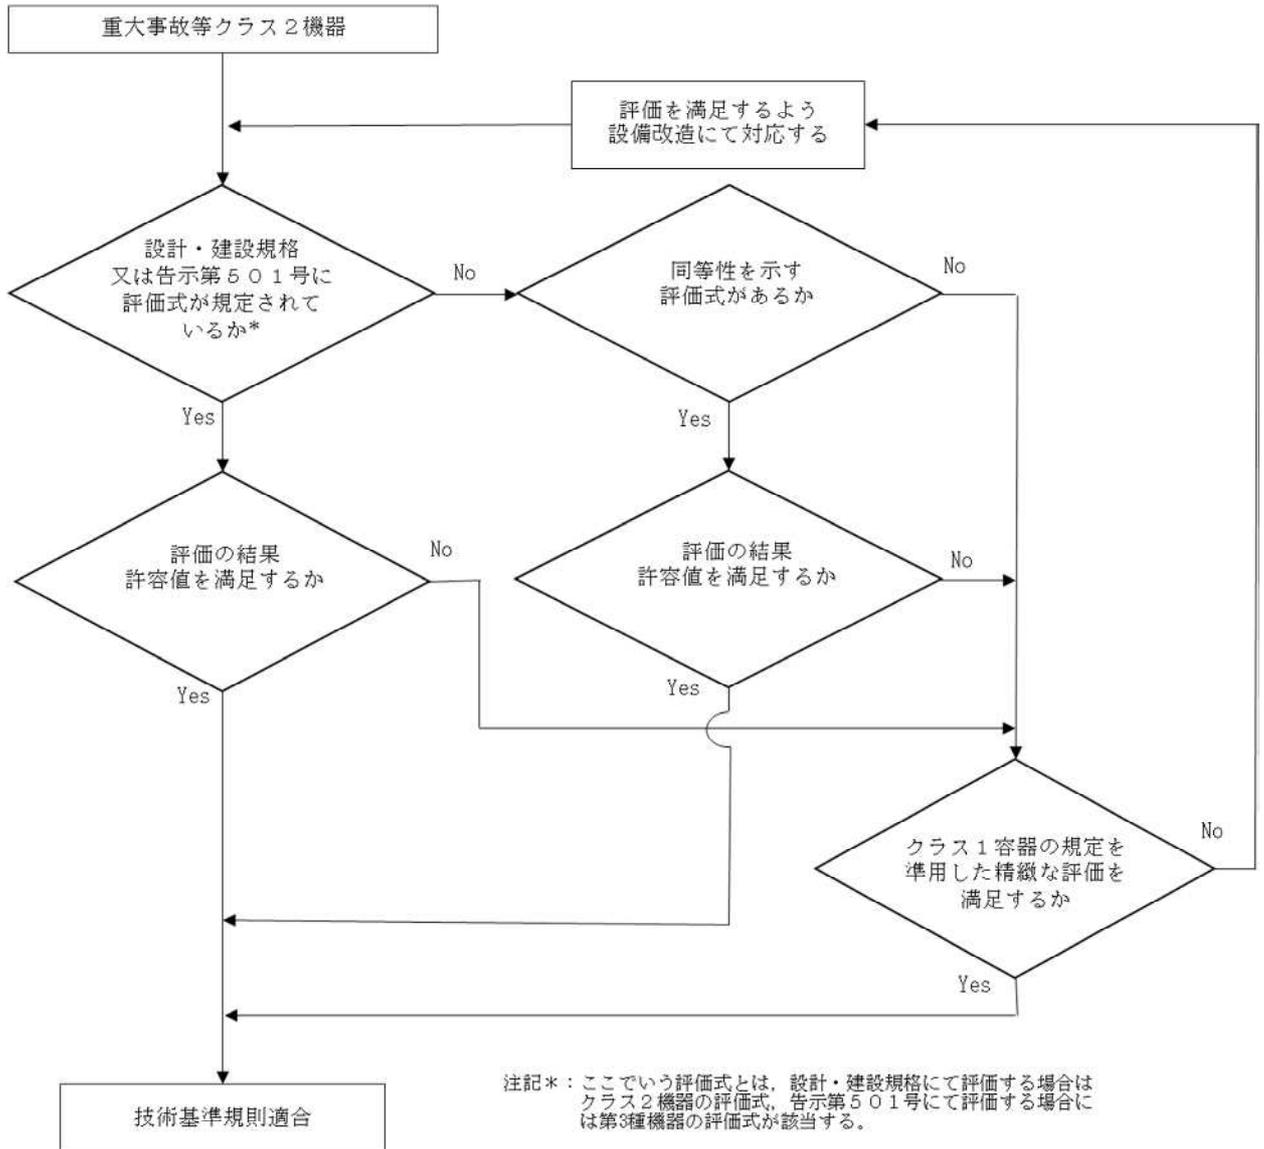 重大事故等クラス２機器
評価を満足するよう
設備改造にて対応する
設計・建設規格
又は告示第５０１号に
評価式が規定されて
いるか*
No
同等性を示す
評価式があるか
No
Yes
Yes
評価の結果
許容値を満足するか
No
評価の結果
許容値を満足するか
No
Yes
Yes
クラス１容器の規定を
準用した精緻な評価を
満足するか
No
Yes
技術基準規則適合
注記＊：ここでいう評価式とは，設計・建設規格にて評価する場合は
クラス２機器の評価式，告示第５０１号にて評価する場合に
は第3種機器の評価式が該当する。